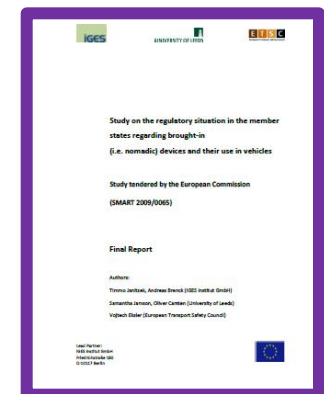 iGES
UNIVERSITY OF LEEDS
ETSC
Study on the regulatory situation in the member
states regarding brought-in
(i.e. nomadic) devices and their use in vehicles
Study tendered by the European Commission
(SMART 2009/0065)
Final Report
Authors:
Timmo Janitzek, Andreas Brenck (IGES Institut GmbH)
Samantha Jamson, Oliver Carsten (University of Leeds)
Vojtech Eksler (European Transport Safety Council)
Lead Partner:
IGES Institut GmbH
Friedrichstraße 180
D 10117 Berlin